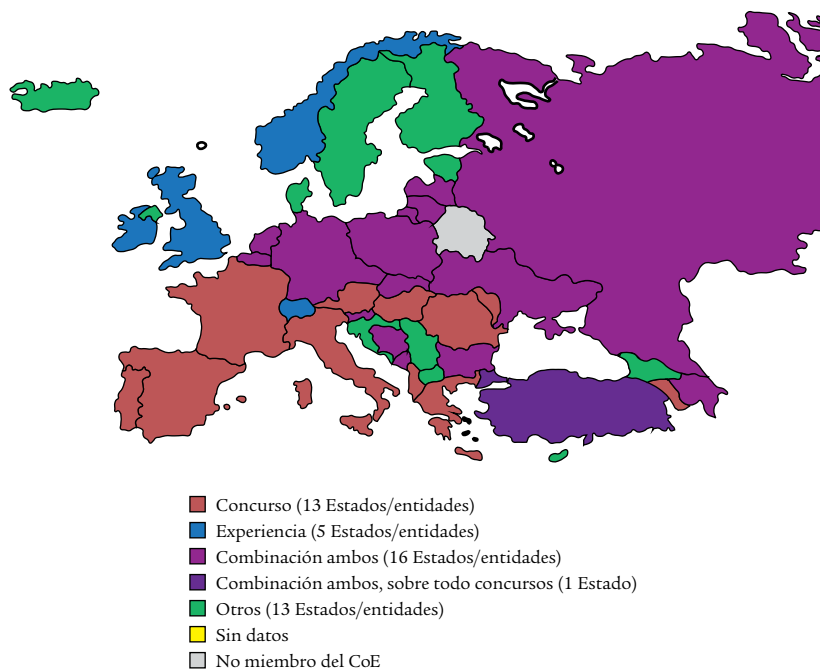 Concurso (13 Estados/entidades)
Experiencia (5 Estados/entidades)
Combinación ambos (16 Estados/entidades)
Combinación ambos, sobre todo concursos (1 Estado)
Otros (13 Estados/entidades)
Sin datos
No miembro del CoE